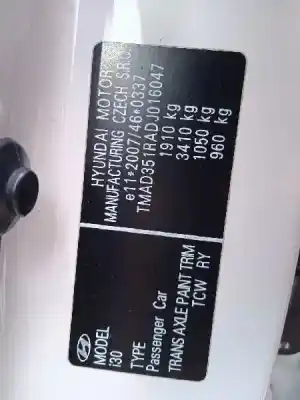 HYUNDAI MOTOR
MANUFACTURING CZECH S.R.O.
e11*2007/46*0337
TMAD351RADJ016047
1910 kg
3410 kg
1050 kg
960 kg
MODEL
i30
TYPE
Passenger Car
TRANS AXLE PAINT TRIM
TCW RY